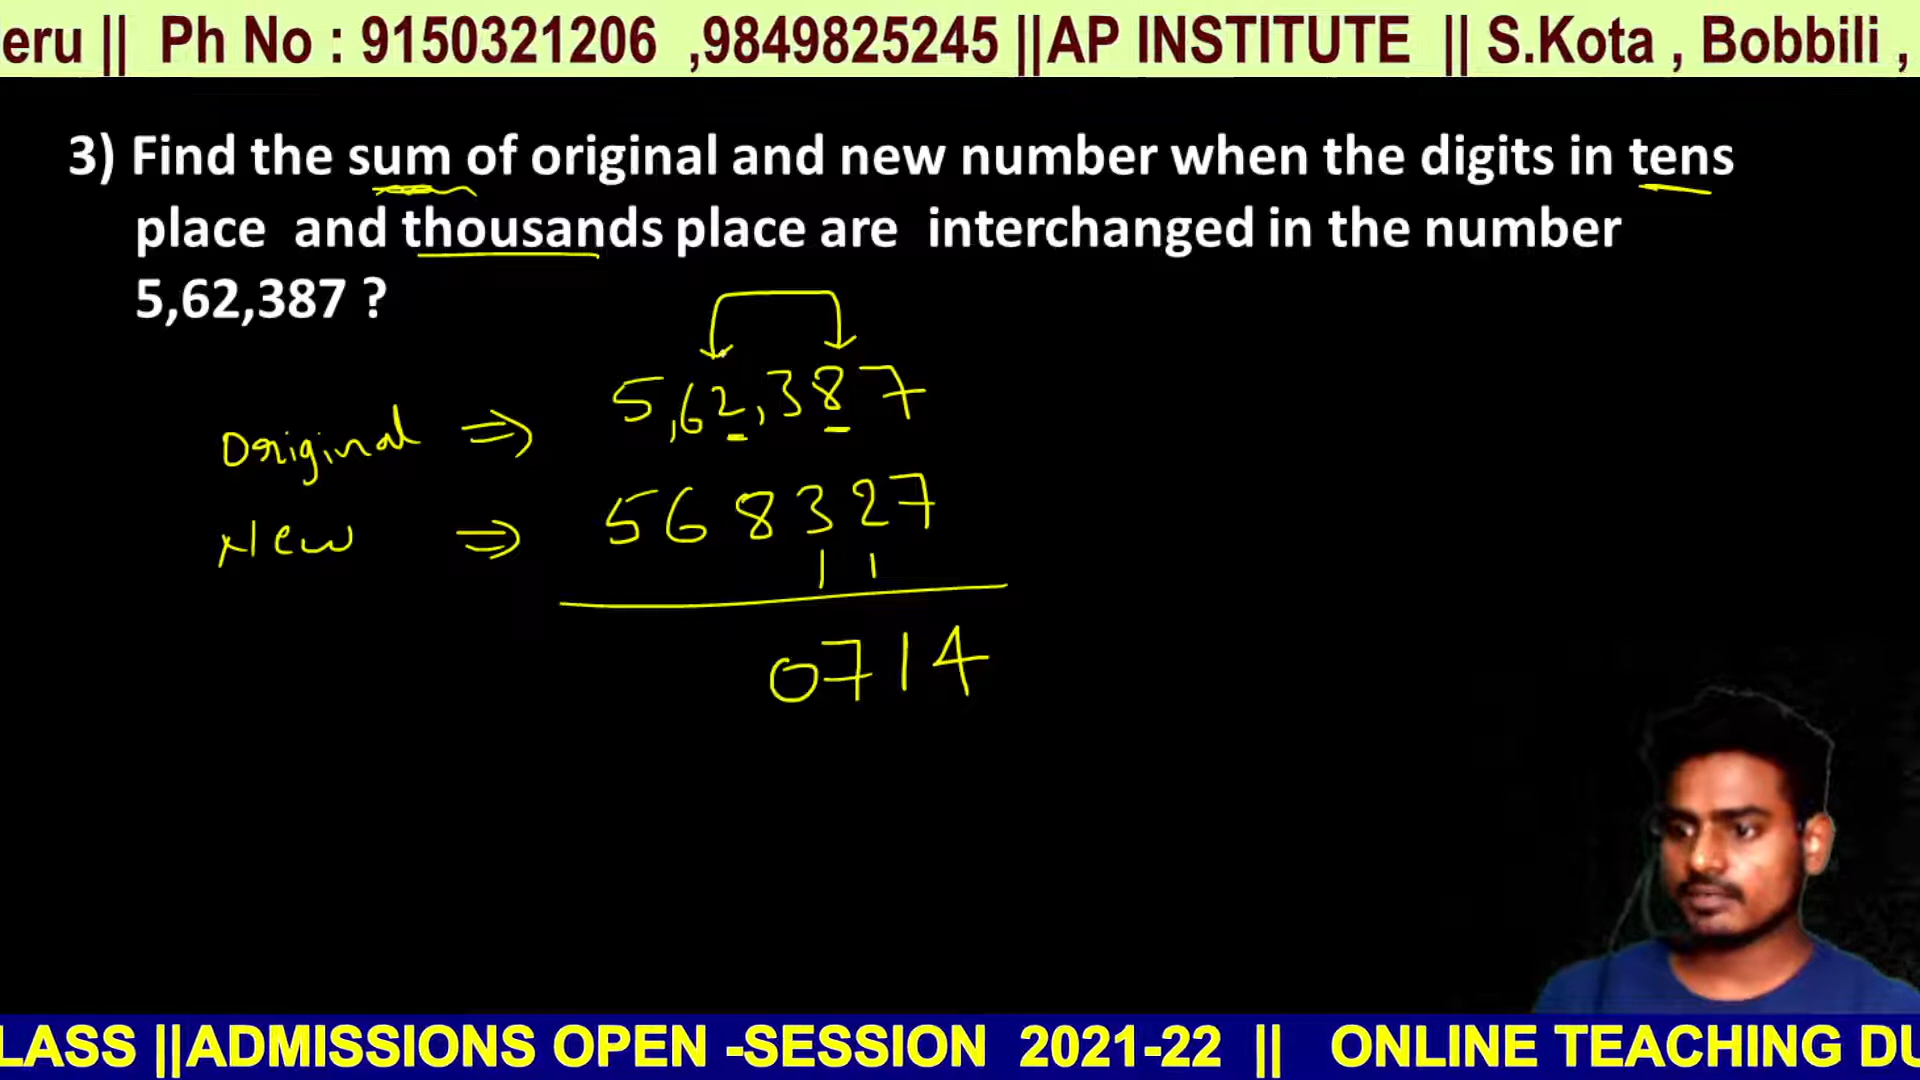 eru || Ph No : 9150321206 ,9849825245 ||AP INSTITUTE || S.Kota , Bobbili ,
3) Find the sum of original and new number when the digits in tens
place and thousands place are interchanged in the number
5,62,387 ?
Original ⇒ 5,62,387
New ⇒ 568327
1 1
0714
LASS ||ADMISSIONS OPEN -SESSION 2021-22 || ONLINE TEACHING DU